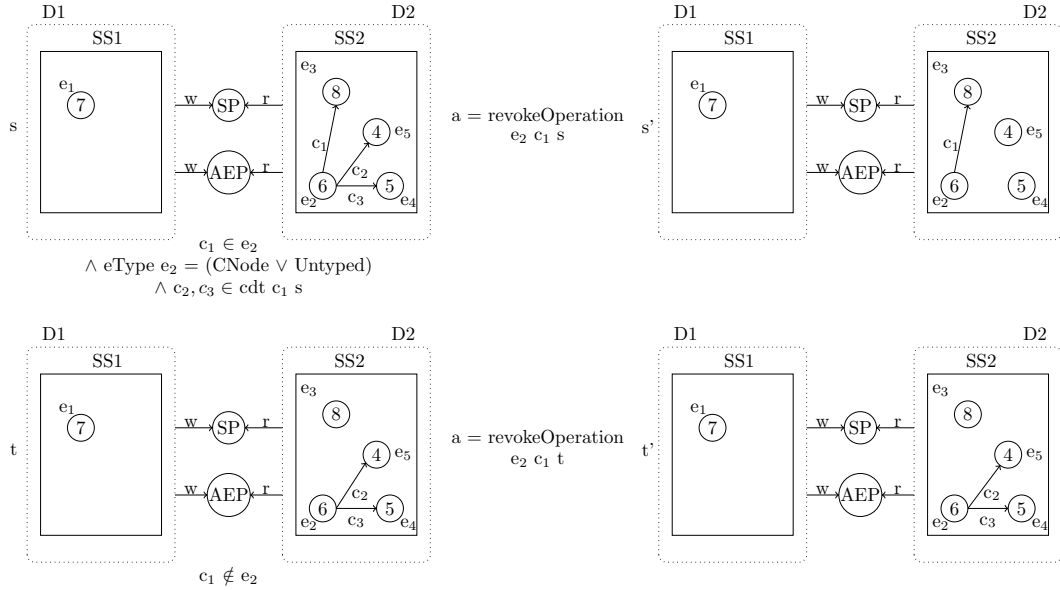 D1 D2 D1 D2
SS1 SS2 SS1 SS2
e₃ e₃
e₁ 8 e₁ 8
7 w SP r 7 w SP r
4 e₅ a = revokeOperation 4 e₅
s c₁ e₂ c₁ s s' c₁
c₂
w AEP r w AEP r
6 5 6 5
e₂ c₃ e₄ e₂ e₄
c₁ ∈ e₂
∧ eType e₂ = (CNode ∨ Untyped)
∧ c₂, c₃ ∈ cdt c₁ s
D1 D2 D1 D2
SS1 SS2 SS1 SS2
e₃ e₃
e₁ 8 e₁ 8
7 w SP r 7 w SP r
4 e₅ a = revokeOperation 4 e₅
t e₂ c₁ t t'
c₂ c₂
w AEP r w AEP r
6 5 6 5
e₂ c₃ e₄ e₂ c₃ e₄
c₁ ∉ e₂